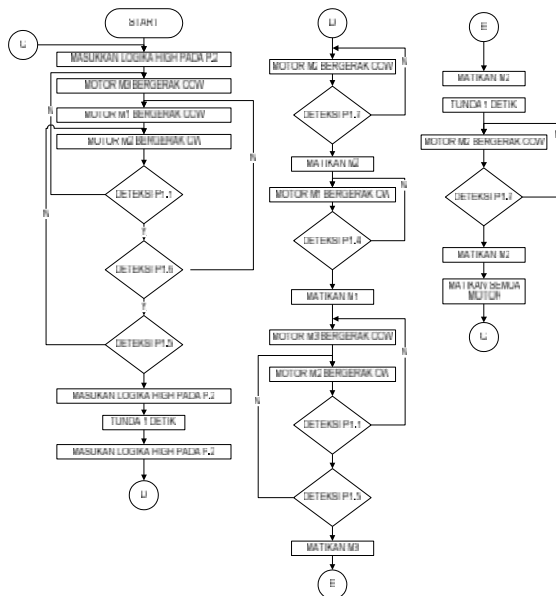 START
C
MASUKKAN LOGIKA HIGH PADA P.2
MOTOR M3 BERGERAK CCW
N
MOTOR M1 BERGERAK CCW
MOTOR M2 BERGERAK CW
DETEKSI P1.1
N
N
Y
DETEKSI P1.6
Y
DETEKSI P1.5
MASUKAN LOGIKA HIGH PADA P.2
TUNDA 1 DETIK
MASUKAN LOGIKA HIGH PADA P.2
D
D
MOTOR M2 BERGERAK CCW
N
DETEKSI P1.7
MATIKAN M2
MOTOR M1 BERGERAK CW
N
DETEKSI P1.4
MATIKAN M1
MOTOR M3 BERGERAK CCW
N
MOTOR M2 BERGERAK CW
N
DETEKSI P1.1
DETEKSI P1.5
MATIKAN M3
E
E
MATIKAN M2
TUNDA 1 DETIK
MOTOR M2 BERGERAK CCW
N
DETEKSI P1.7
MATIKAN M2
MATIKAN SEMUA
MOTOR
C